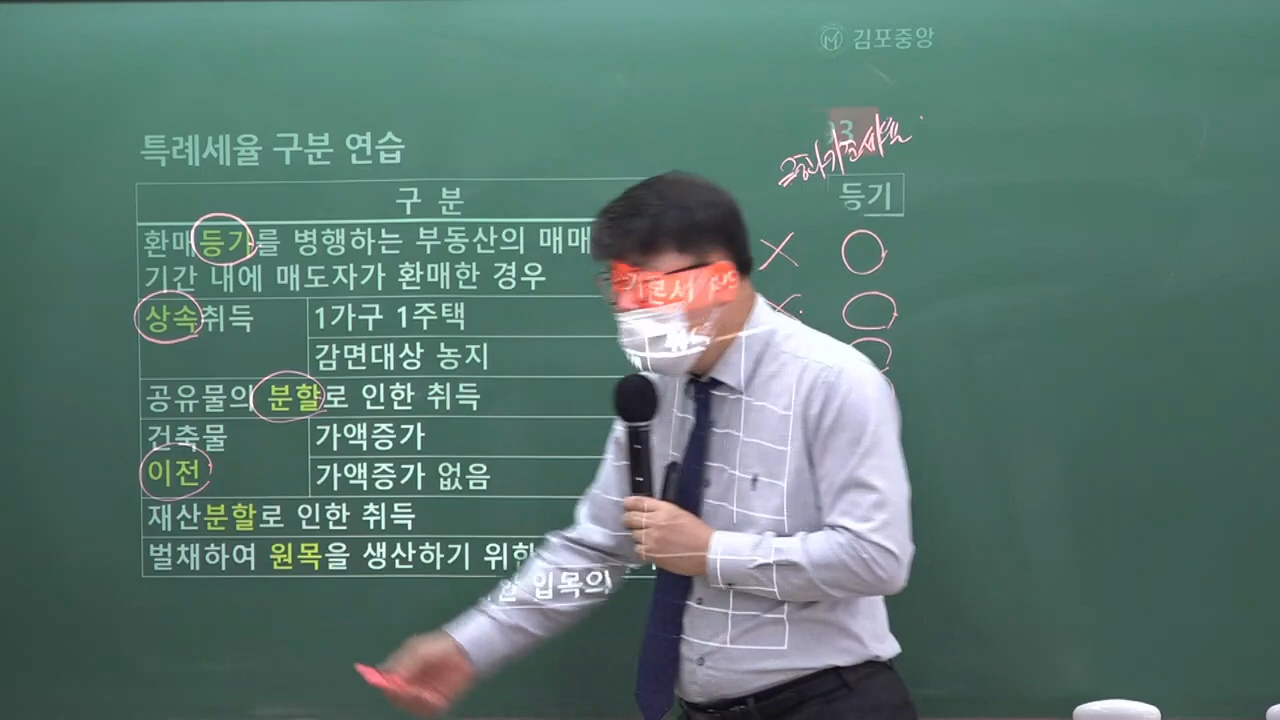 김포중앙
특례세율 구분 연습
구 분
등기
환매등기를 병행하는 부동산의 매매
X O
기간 내에 매도자가 환매한 경우
상속취득
1가구 1주택
감면대상 농지
공유물의 분할로 인한 취득
건축물
이전
가액증가
가액증가 없음
재산분할로 인한 취득
벌채하여 원목을 생산하기 위한
입목의
기본서